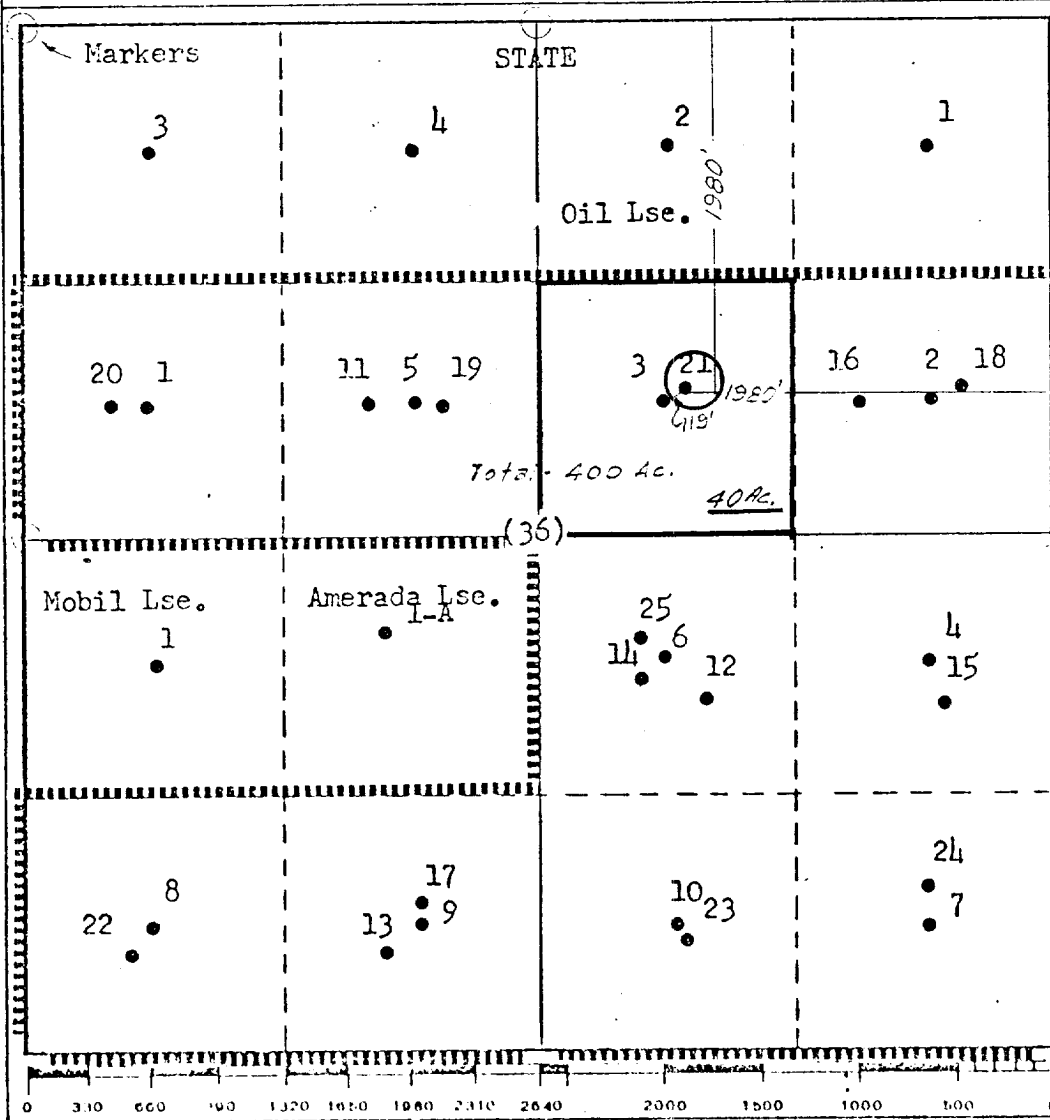 Markers
STATE
3 4 2 1
1980'
Oil Lse.
20 1 11 5 19 3 21 16 2 18
1980'
119'
Total - 400 Ac.
40 Ac.
(36)
Mobil Lse. Amerada Lse.
1 1-A 25 6 4
14 12 15
24
8 17 10 23 7
22 13 9
0 330 660 990 1320 1650 1980 2310 2640 2000 1500 1000 500